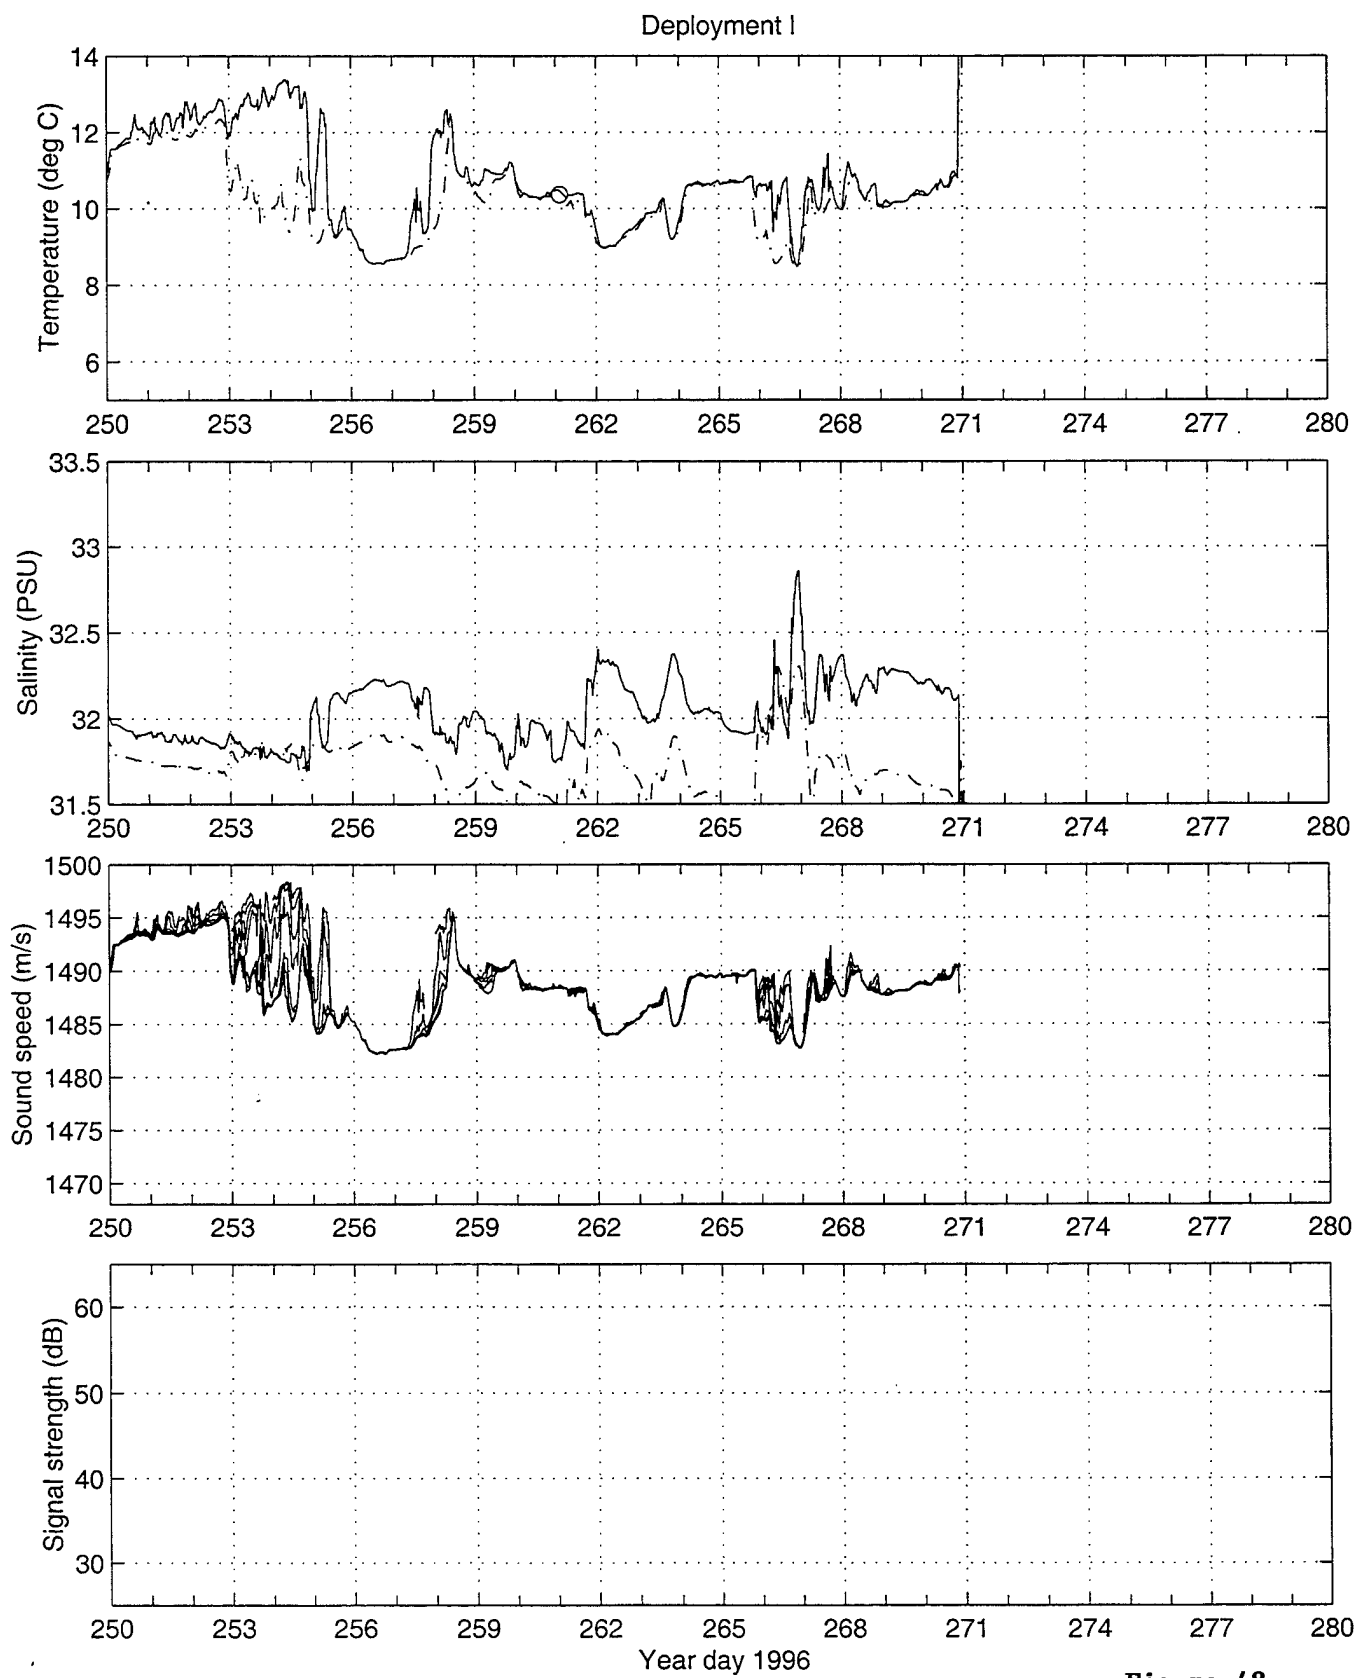 Deployment I
14
12
10
8
6
Temperature (deg C)
250 253 256 259 262 265 268 271 274 277 280
33.5
33
32.5
32
31.5
Salinity (PSU)
250 253 256 259 262 265 268 271 274 277 280
1500
1495
1490
1485
1480
1475
1470
Sound speed (m/s)
250 253 256 259 262 265 268 271 274 277 280
60
50
40
30
Signal strength (dB)
250 253 256 259 262 265 268 271 274 277 280
Year day 1996